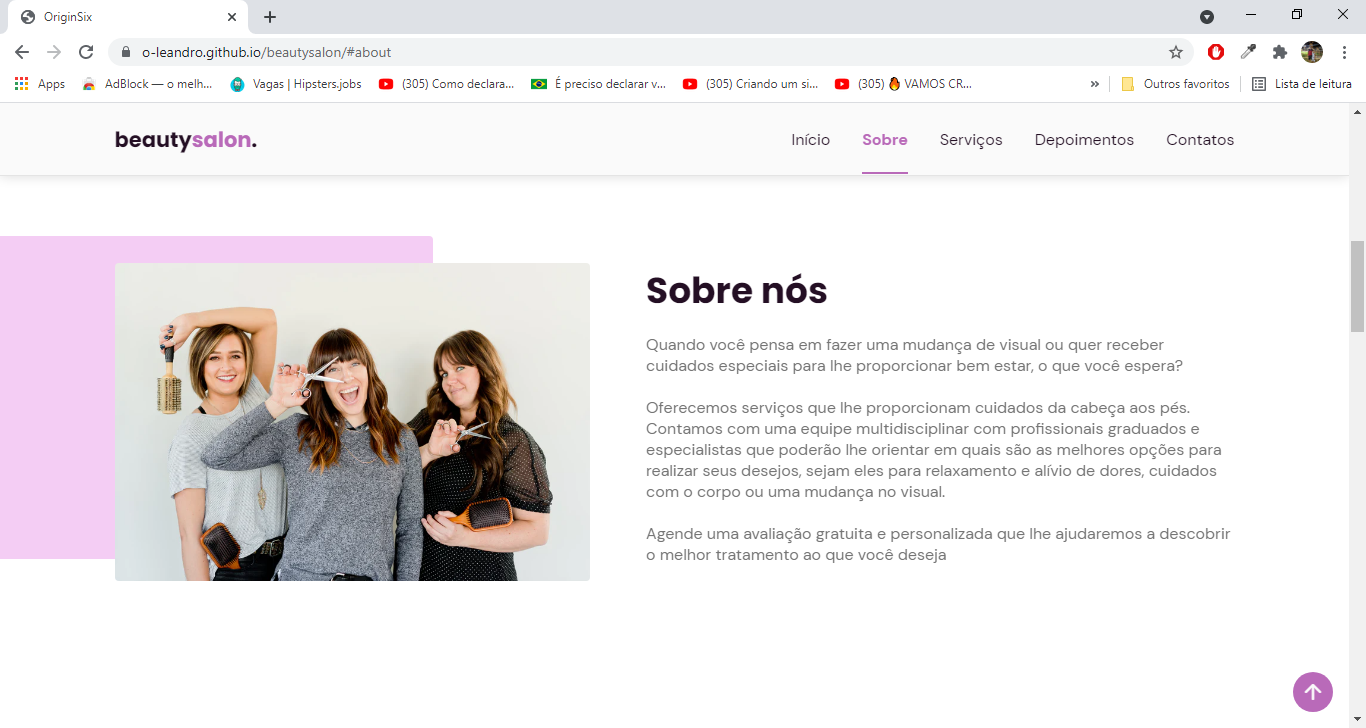 OriginSix
o-leandro.github.io/beautysalon/#about
Apps
AdBlock — o melh...
Vagas | Hipsters.jobs
(305) Como declara...
É preciso declarar v...
(305) Criando um si...
(305) 🔥 VAMOS CR...
»
Outros favoritos
Lista de leitura
beautysalon.
Início
Sobre
Serviços
Depoimentos
Contatos
Sobre nós
Quando você pensa em fazer uma mudança de visual ou quer receber
cuidados especiais para lhe proporcionar bem estar, o que você espera?
Oferecemos serviços que lhe proporcionam cuidados da cabeça aos pés.
Contamos com uma equipe multidisciplinar com profissionais graduados e
especialistas que poderão lhe orientar em quais são as melhores opções para
realizar seus desejos, sejam eles para relaxamento e alívio de dores, cuidados
com o corpo ou uma mudança no visual.
Agende uma avaliação gratuita e personalizada que lhe ajudaremos a descobrir
o melhor tratamento ao que você deseja